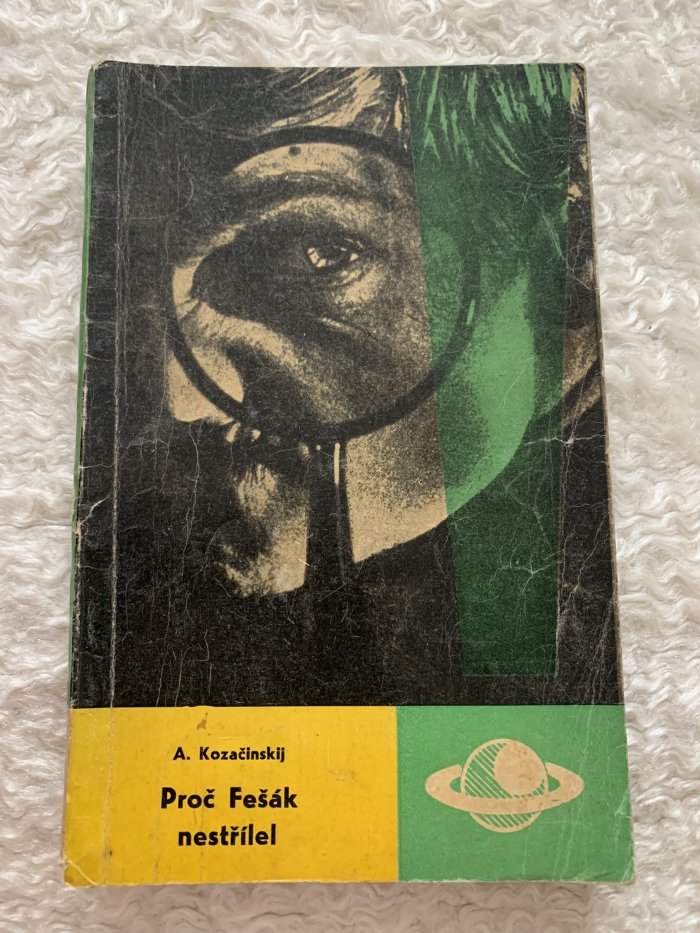 A. Kozačinskij
Proč Fešák
nestřílel